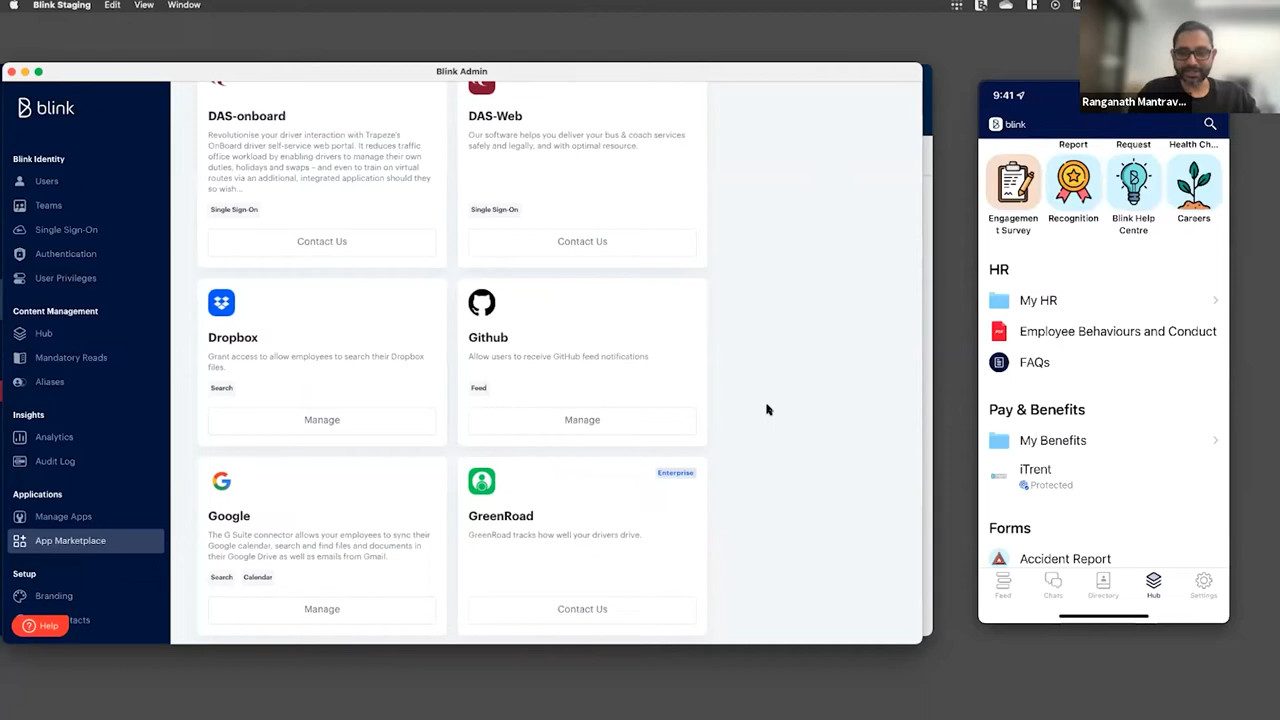 Blink Staging Edit View Window
Blink Admin
blink
Blink Identity
Users
Teams
Single Sign-On
Authentication
User Privileges
Content Management
Hub
Mandatory Reads
Aliases
Insights
Analytics
Audit Log
Applications
Manage Apps
App Marketplace
Setup
Branding
Help
tacts
DAS-onboard
Revolutionise your driver interaction with Trapeze's
OnBoard driver self-service web portal. It reduces traffic
office workload by enabling drivers to manage their own
duties, holidays and swaps – and even to train on virtual
routes via an additional, integrated application should they
so wish...
Single Sign-On
Contact Us
DAS-Web
Our software helps you deliver your bus & coach services
safely and legally, and with optimal resource.
Single Sign-On
Contact Us
Dropbox
Grant access to allow employees to search their Dropbox
files.
Search
Manage
Github
Allow users to receive GitHub feed notifications
Feed
Manage
Google
The G Suite connector allows your employees to sync their
Google calendar, search and find files and documents in
their Google Drive as well as emails from Gmail.
Search Calendar
Manage
Enterprise
GreenRoad
GreenRoad tracks how well your drivers drive.
Contact Us
Ranganath Mantrav...
9:41
blink
Report Request Health Ch...
Engagemen
t Survey
Recognition
Blink Help
Centre
Careers
HR
My HR
PDF
Employee Behaviours and Conduct
FAQs
Pay & Benefits
My Benefits
iTrent
Protected
Forms
Accident Report
Feed Chats Directory Hub Settings